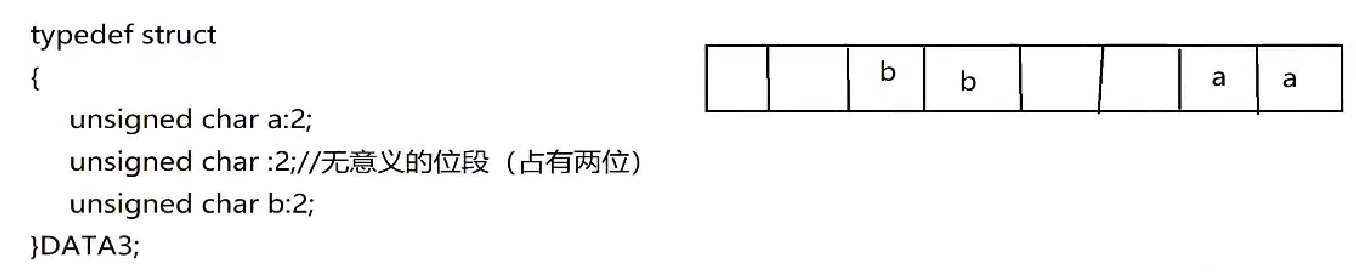 typedef struct
{
unsigned char a:2;
unsigned char :2;//无意义的位段（占有两位）
unsigned char b:2;
}DATA3;
b b a a